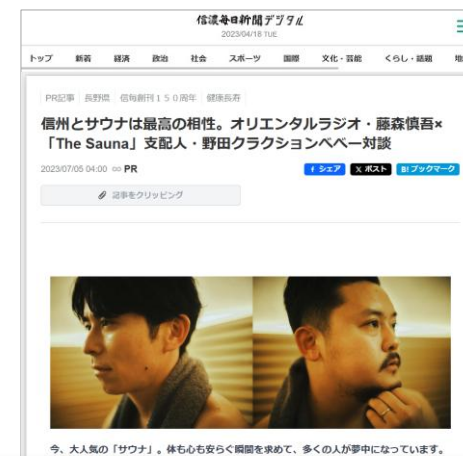 信濃毎日新聞デジタル
2023/04/18 TUE
トップ 新着 経済 政治 社会 スポーツ 国際 文化・芸能 くらし・話題 地
PR記事 長野県 信毎創刊150周年 健康長寿
信州とサウナは最高の相性。オリエンタルラジオ・藤森慎吾×
「The Sauna」支配人・野田クラクションベベー対談
2023/07/05 04:00 PR
シェア ポスト B!ブックマーク
記事をクリッピング
今、大人気の「サウナ」。体も心も安らぐ瞬間を求めて、多くの人が夢中になっています。